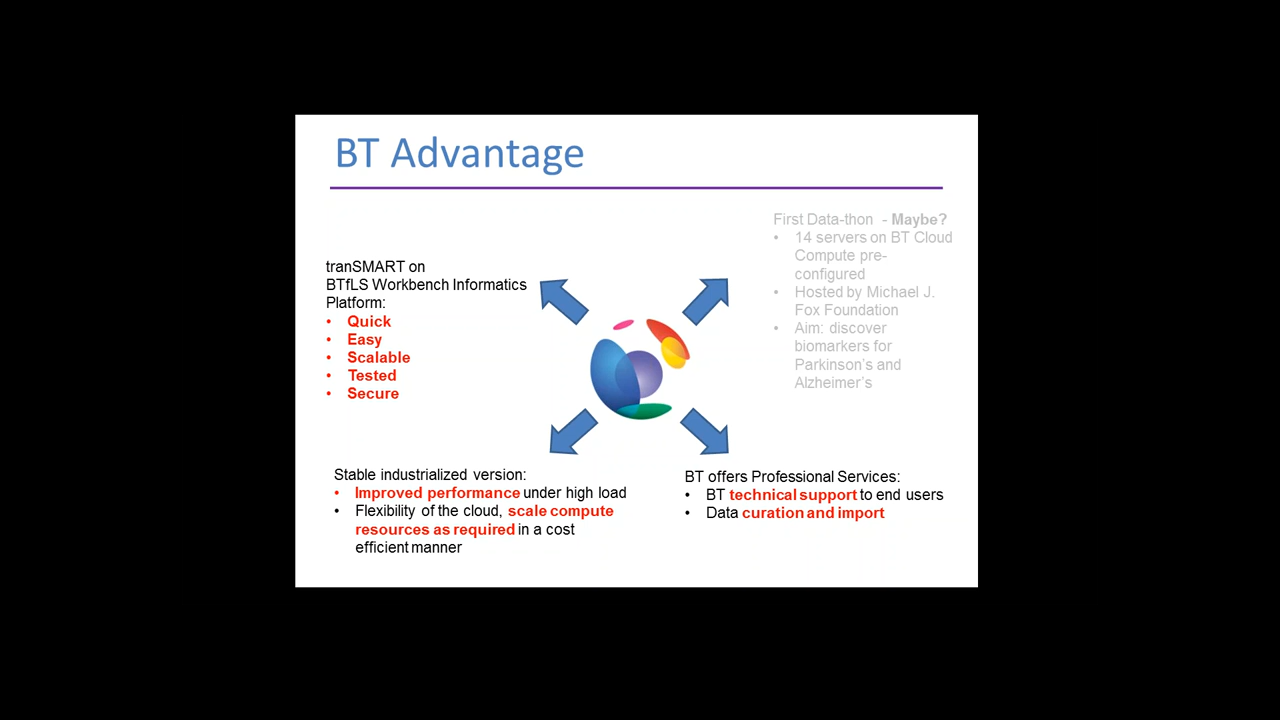 BT Advantage
tranSMART on
BTfLS Workbench Informatics
Platform:
• Quick
• Easy
• Scalable
• Tested
• Secure
First Data-thon - Maybe?
• 14 servers on BT Cloud
Compute pre-
configured
• Hosted by Michael J.
Fox Foundation
• Aim: discover
biomarkers for
Parkinson's and
Alzheimer's
Stable industrialized version:
• Improved performance under high load
• Flexibility of the cloud, scale compute
resources as required in a cost
efficient manner
BT offers Professional Services:
• BT technical support to end users
• Data curation and import